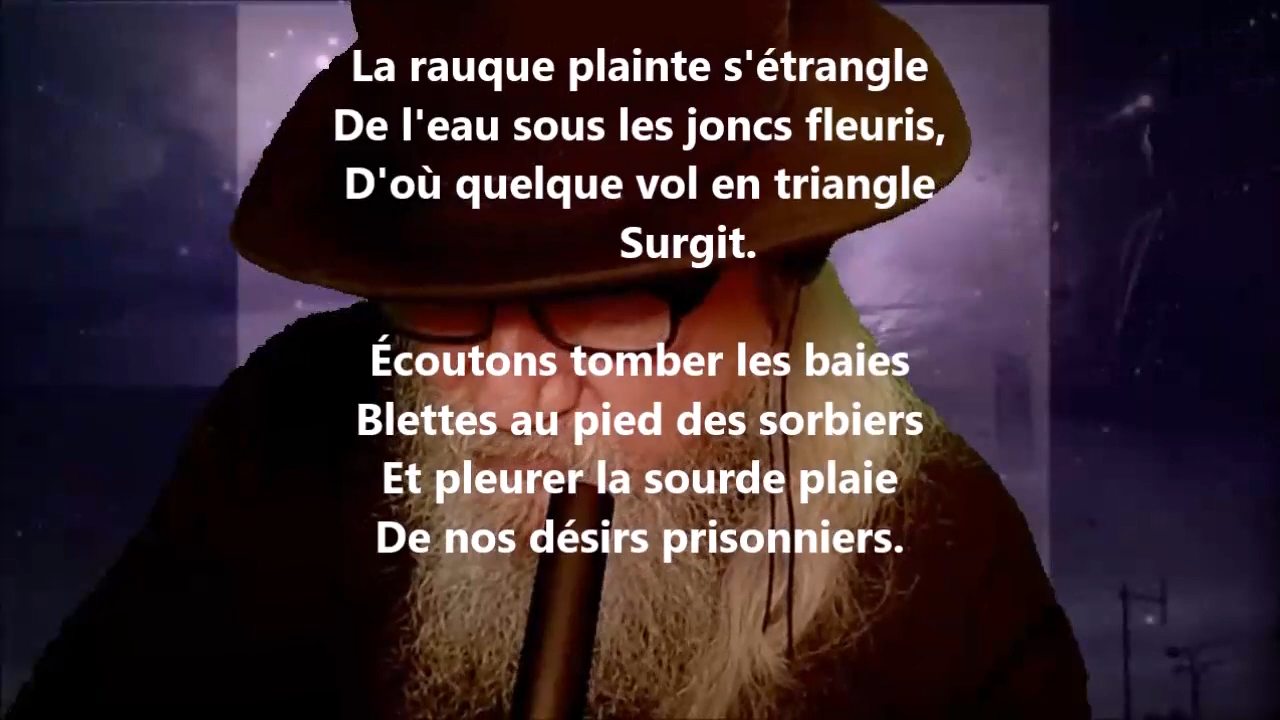 La rauque plainte s'étrangle
De l'eau sous les joncs fleuris,
D'où quelque vol en triangle
Surgit.
Écoutons tomber les baies
Blettes au pied des sorbiers
Et pleurer la sourde plaie
De nos désirs prisonniers.